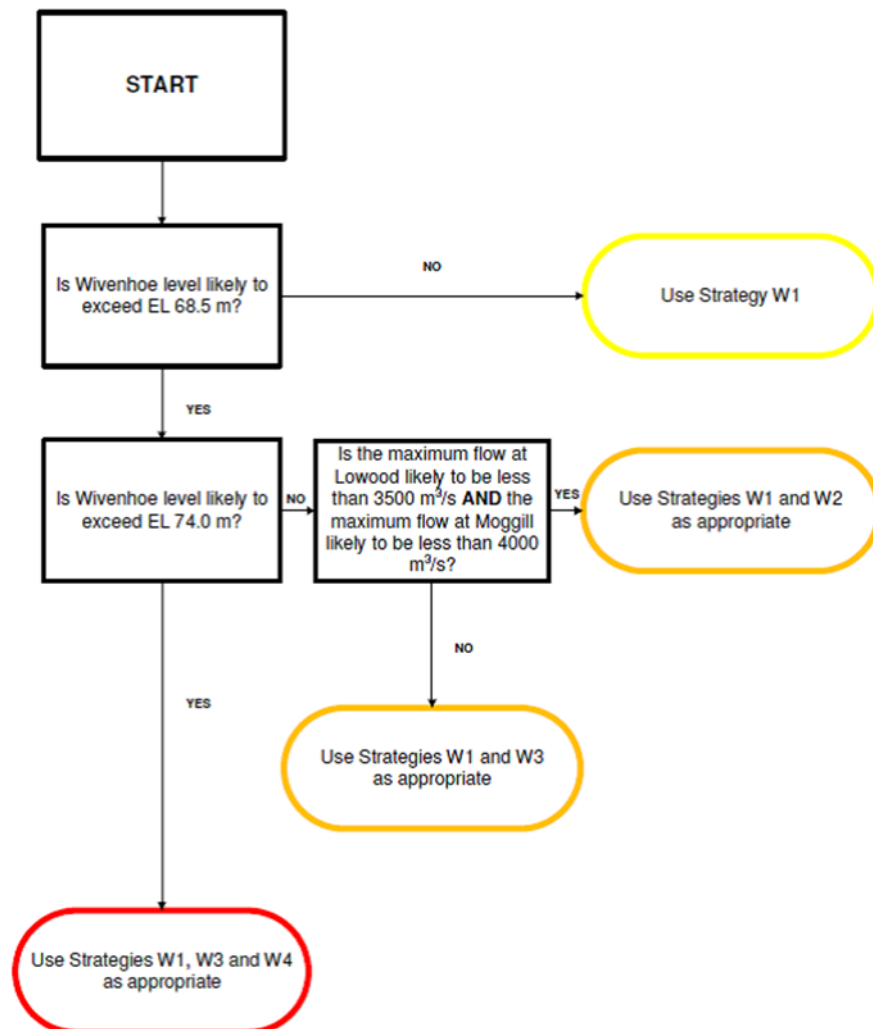 START
Is Wivenhoe level likely to
exceed EL 68.5 m?
NO
Use Strategy W1
YES
Is Wivenhoe level likely to
exceed EL 74.0 m?
NO
Is the maximum flow at
Lowood likely to be less
than 3500 m³/s AND the
maximum flow at Moggill
likely to be less than 4000
m³/s?
YES
Use Strategies W1 and W2
as appropriate
NO
YES
Use Strategies W1 and W3
as appropriate
Use Strategies W1, W3 and W4
as appropriate